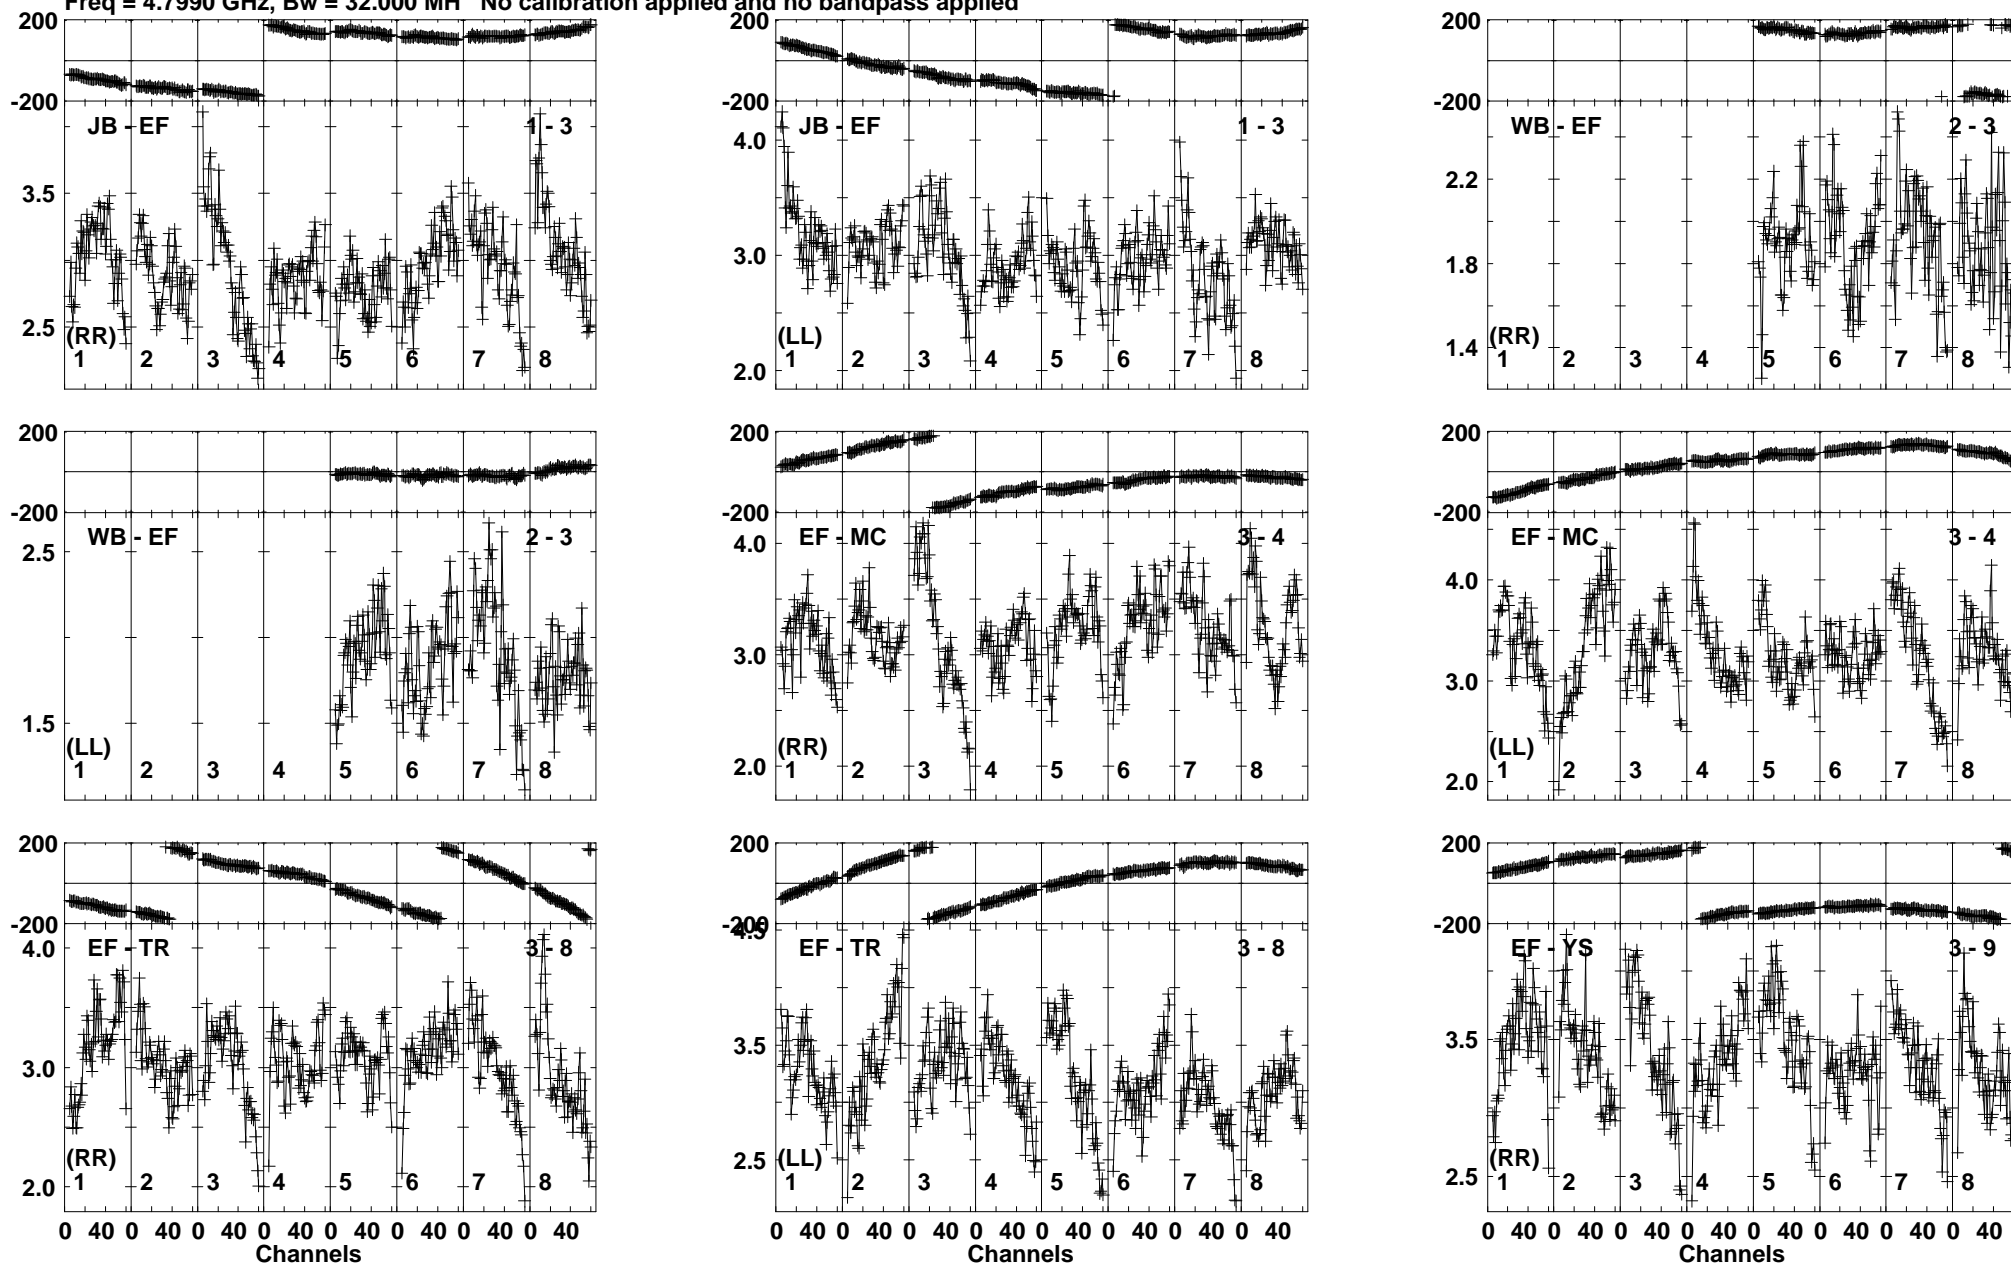 Freq = 4.7990 GHz, Bw = 32.000 MH   No calibration applied and no bandpass applied
200 200 200
-200 -200 -200
JB - EF 1 - 3 JB - EF 1 - 3 WB - EF 2 - 3
3.5 4.0 2.2
2.5 3.0 1.8
2.0 1.4
(RR) (LL) (RR)
1 2 3 4 5 6 7 8 1 2 3 4 5 6 7 8 1 2 3 4 5 6 7 8
200 200 200
-200 -200 -200
WB - EF 2 - 3 EF - MC 3 - 4 EF - MC 3 - 4
2.5 4.0 4.0
1.5 3.0 3.0
2.0 2.0
(LL) (RR) (LL)
1 2 3 4 5 6 7 8 1 2 3 4 5 6 7 8 1 2 3 4 5 6 7 8
200 200 200
-200 -200 -200
4.5
EF - TR 3 - 8 EF - TR 3 - 8 EF - YS 3 - 9
4.0 3.5 3.5
3.0 2.5 2.5
2.0
(RR) (LL) (RR)
1 2 3 4 5 6 7 8 1 2 3 4 5 6 7 8 1 2 3 4 5 6 7 8
0 40 0 40 0 40 0 40 0 40 0 40 0 40 0 40 0 40 0 40 0 40 0 40 0 40 0 40 0 40 0 40 0 40 0 40 0 40 0 40 0 40 0 40 0 40 0 40
Channels Channels Channels